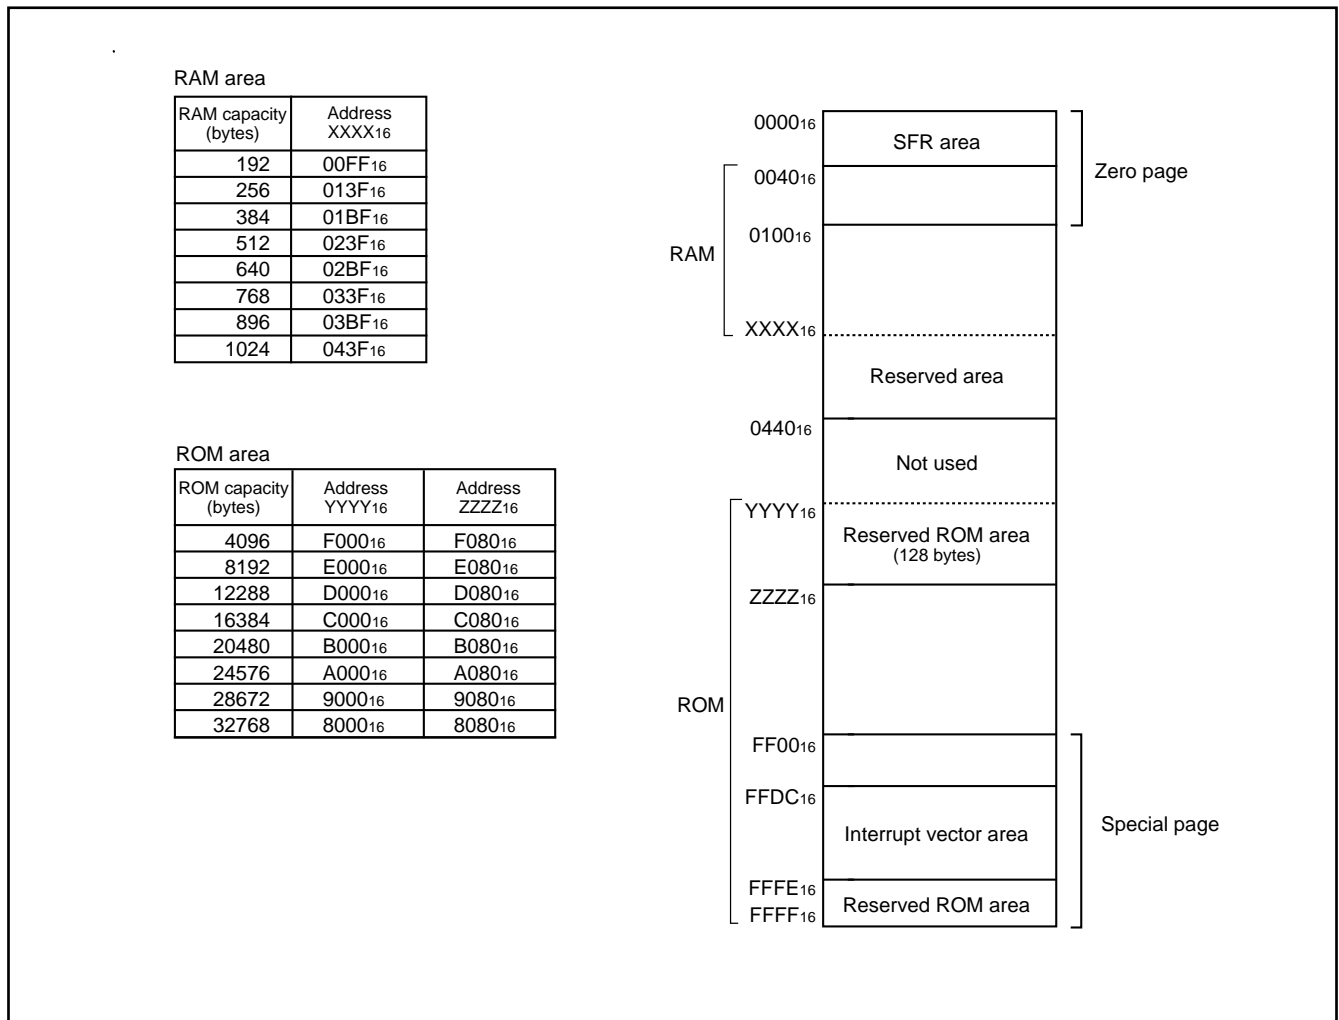 RAM area
RAM capacity (bytes) Address XXXX16
192 00FF16
256 013F16
384 01BF16
512 023F16
640 02BF16
768 033F16
896 03BF16
1024 043F16
ROM area
ROM capacity (bytes) Address YYYY16 Address ZZZZ16
4096 F00016 F08016
8192 E00016 E08016
12288 D00016 D08016
16384 C00016 C08016
20480 B00016 B08016
24576 A00016 A08016
28672 900016 908016
32768 800016 808016
000016
SFR area
Zero page
004016
010016
RAM
XXXX16
Reserved area
044016
Not used
YYYY16
Reserved ROM area
(128 bytes)
ZZZZ16
ROM
FF0016
FFDC16
Interrupt vector area
Special page
FFFE16
Reserved ROM area
FFFF16